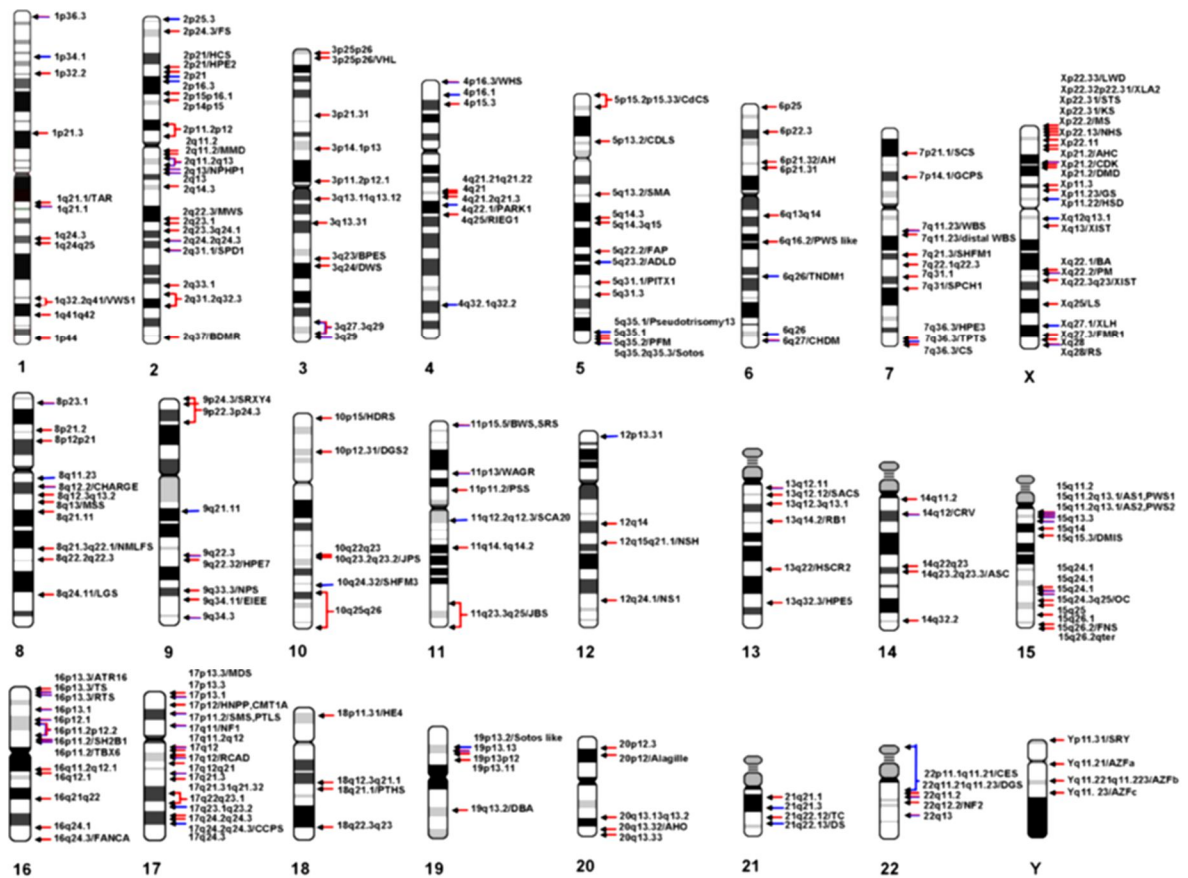 1p36.3
1p34.1
1p32.2
1p21.3
1q21.1/TAR
1q21.1
1q24.3
1q24q25
1q32.2q41/VWS1
1q41q42
1q44
1
2p25.3
2p24.3/FS
2p21/HCS
2p21/HPE2
2p21
2p16.3
2p15p16.1
2p14p15
2p11.2p12
2q11.2
2q11.2/MMD
2q11.2q13
2q13/NPHP1
2q13
2q14.3
2q22.3/MWS
2q23.1
2q23.3q24.1
2q24.2q24.3
2q31.1/SPD1
2q33.1
2q31.2q32.3
2q37/BDMR
2
3p25p26
3p25p26/VHL
3p21.31
3p14.1p13
3p11.2p12.1
3q13.11q13.12
3q13.31
3q23/BPES
3q24/DWS
3q27.3q29
3q29
3
4p16.3/WHS
4p16.1
4p15.3
4q21.21q21.22
4q21
4q21.2q21.3
4q22.1/PARK1
4q25/RIEG1
4q32.1q32.2
4
5p15.2p15.33/CdCS
5p13.2/CDLS
5q13.2/SMA
5q14.3
5q14.3q15
5q22.2/FAP
5q23.2/ADLD
5q31.1/PITX1
5q31.3
5q35.1/Pseudotrisomy13
5q35.1
5q35.2/PFM
5q35.2q35.3/Sotos
5
6p25
6p22.3
6p21.32/AH
6p21.31
6q13q14
6q16.2/PWS like
6q26/TNDM1
6q26
6q27/CHDM
6
7p21.1/SCS
7p14.1/GCPS
7q11.23/WBS
7q11.23/distal WBS
7q21.3/SHFM1
7q22.1q22.3
7q31.1
7q31/SPCH1
7q36.3/HPE3
7q36.3/TPTS
7q36.3/CS
7
Xp22.33/LWD
Xp22.32p22.31/XLA2
Xp22.31/STS
Xp22.31/KS
Xp22.2/MS
Xp22.13/NHS
Xp22.11
Xp21.2/AHC
Xp21.2/CDK
Xp21.2/DMD
Xp11.3
Xp11.23/GS
Xp11.22/HSD
Xq12q13.1
Xq13/XIST
Xq22.1/BA
Xq22.2/PM
Xq22.3q23/XIST
Xq25/LS
Xq27.1/XLH
Xq27.3/FMR1
Xq28
Xq28/RS
X
8p23.1
8p21.2
8p12p21
8q11.23
8q12.2/CHARGE
8q12.3q13.2
8q13/MSS
8q21.11
8q21.3q22.1/NMLFS
8q22.2q22.3
8q24.11/LGS
8
9p24.3/SRXY4
9p22.3p24.3
9q21.11
9q22.3
9q22.32/HPE7
9q33.3/NPS
9q34.11/EIEE
9q34.3
9
10p15/HDRS
10p12.31/DGS2
10q22q23
10q23.2q23.2/JPS
10q24.32/SHFM3
10q25q26
10
11p15.5/BWS,SRS
11p13/WAGR
11p11.2/PSS
11q12.2q12.3/SCA20
11q14.1q14.2
11q23.3q25/JBS
11
12p13.31
12q14
12q15q21.1/NSH
12q24.1/NS1
12
13q12.11
13q12.12/SACS
13q12.3q13.1
13q14.2/RB1
13q22/HSCR2
13q32.3/HPE5
13
14q11.2
14q12/CRV
14q22q23
14q23.2q23.3/ASC
14q32.2
14
15q11.2
15q11.2q13.1/AS1,PWS1
15q11.2q13.1/AS2,PWS2
15q13.3
15q14
15q15.3/DMIS
15q24.1
15q24.1
15q24.1
15q24.3q25/OC
15q25
15q26.1
15q26.2/FNS
15q26.2qter
15
16p13.3/ATR16
16p13.3/TS
16p13.3/RTS
16p13.1
16p12.1
16p11.2p12.2
16p11.2/SH2B1
16p11.2/TBX6
16q11.2q12.1
16q12.1
16q21q22
16q24.1
16q24.3/FANCA
16
17p13.3/MDS
17p13.3
17p13.1
17p12/HNPP,CMT1A
17p11.2/SMS,PTLS
17q11/NF1
17q11.2q12
17q12
17q12/RCAD
17q12q21
17q21.3
17q21.31q21.32
17q22q23.1
17q23.1q23.2
17q24.2q24.3
17q24.2q24.3/CCPS
17q24.3
17
18p11.31/HE4
18q12.3q21.1
18q21.1/PTHS
18q22.3q23
18
19p13.2/Sotos like
19p13.13
19p13p12
19p13.11
19q13.2/DBA
19
20p12.3
20p12/Alagille
20q13.13q13.2
20q13.32/AHO
20q13.33
20
21q21.1
21q21.3
21q22.12/TC
21q22.13/DS
21
22p11.1q11.21/CES
22q11.21q11.23/DGS
22q11.2
22q12.2/NF2
22q13
22
Yp11.31/SRY
Yq11.21/AZFa
Yq11.221q11.223/AZFb
Yq11. 23/AZFc
Y